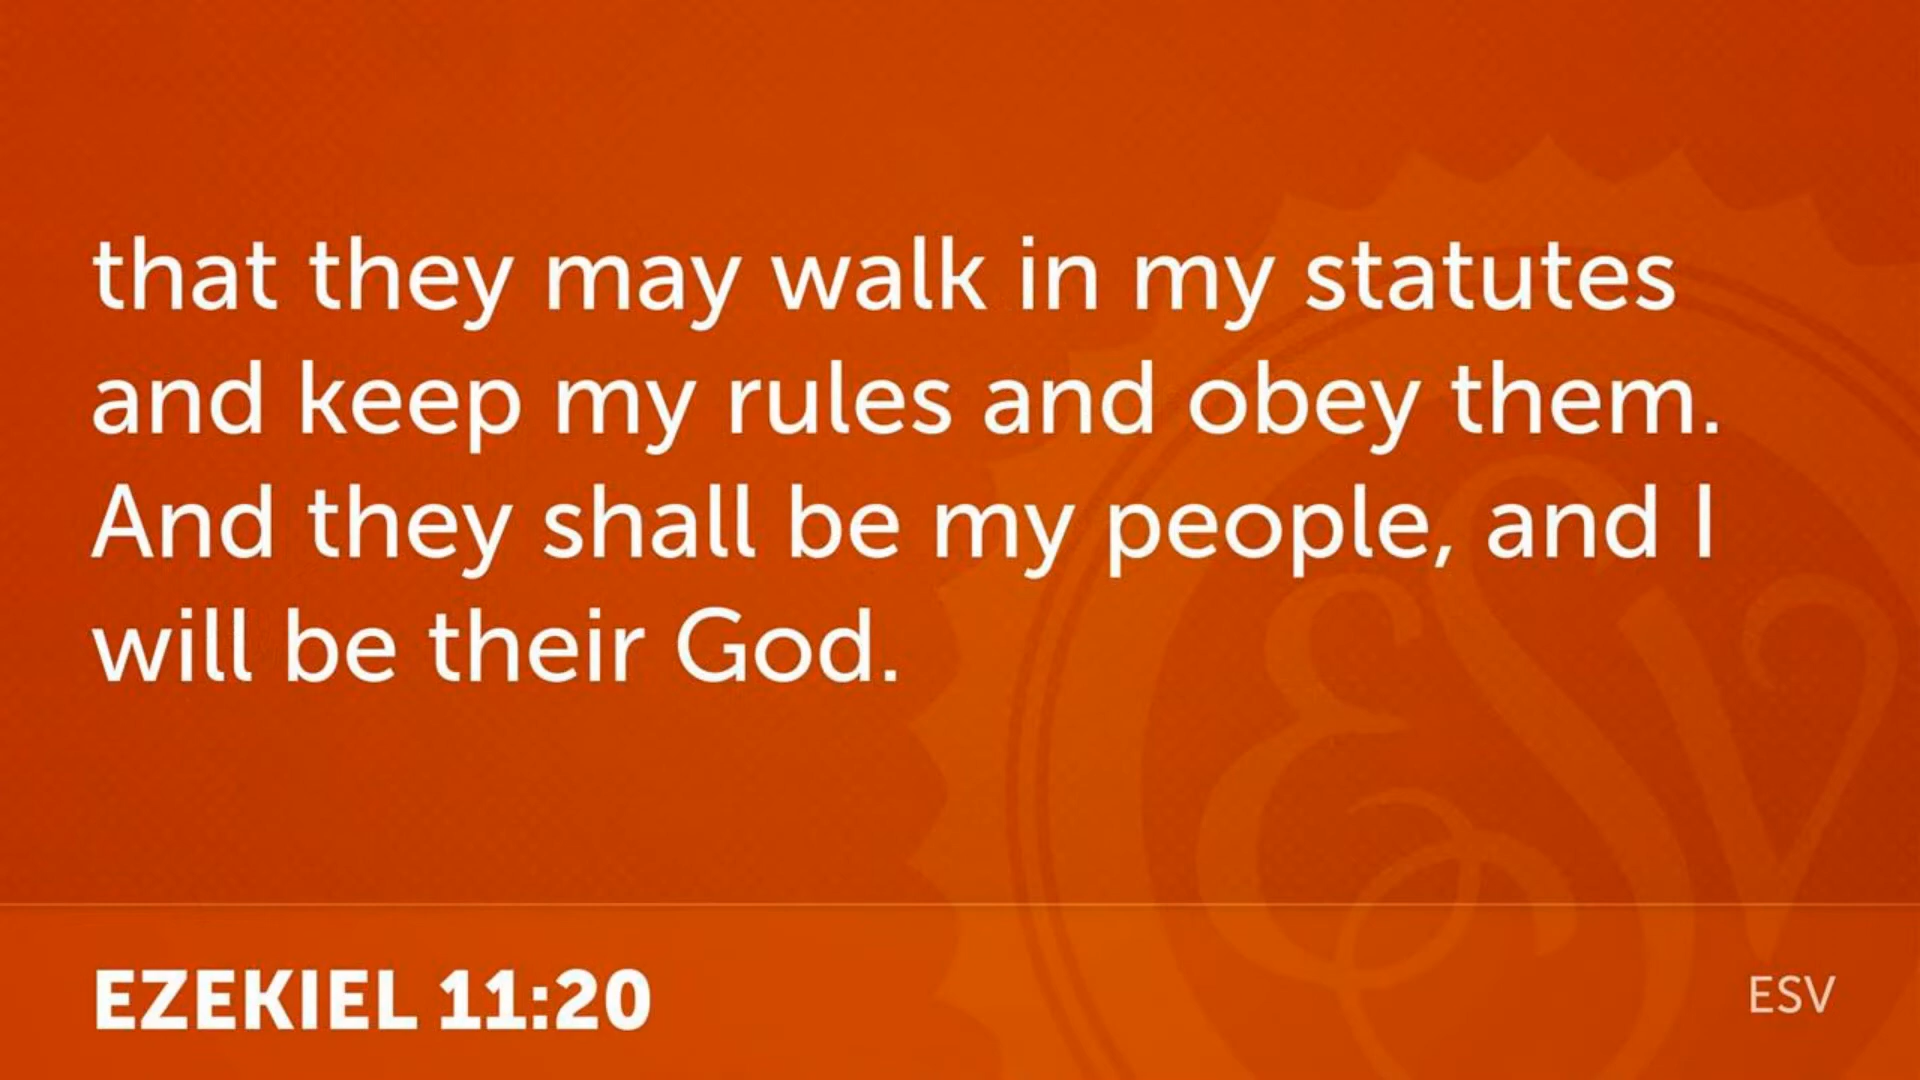 that they may walk in my statutes
and keep my rules and obey them.
And they shall be my people, and I
will be their God.
ESV
EZEKIEL 11:20
ESV